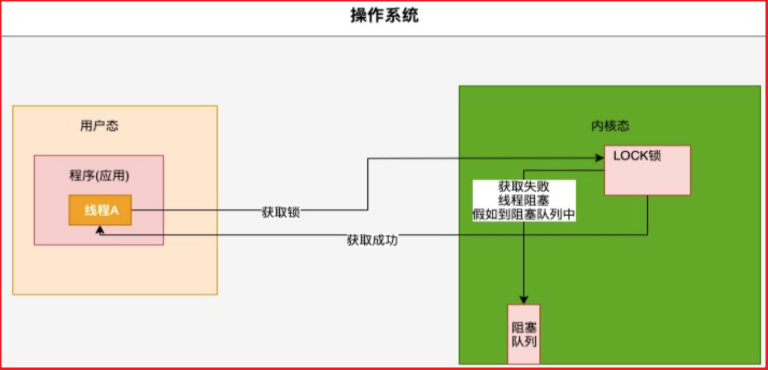 操作系统
用户态
内核态
程序(应用)
LOCK锁
线程A
获取锁
获取失败
线程阻塞
假如到阻塞队列中
获取成功
阻塞
队列